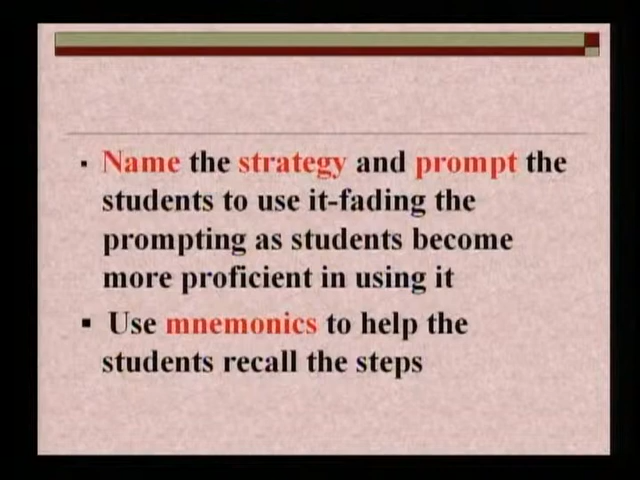 ▪ Name the strategy and prompt the
students to use it-fading the
prompting as students become
more proficient in using it
▪ Use mnemonics to help the
students recall the steps